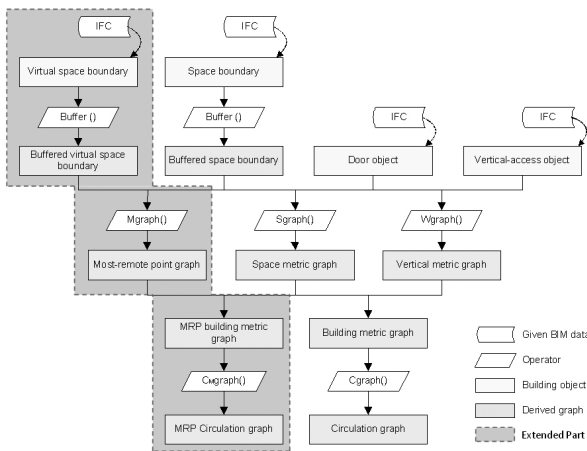 IFC
IFC
Virtual space boundary
Space boundary
Buffer ()
Buffer ()
IFC
IFC
Buffered virtual space
boundary
Buffered space boundary
Door object
Vertical-access object
Mgraph()
Sgraph()
Wgraph()
Most-remote point graph
Space metric graph
Vertical metric graph
MRP building metric
graph
Building metric graph
Given BIM data
Operator
CMgraph()
Cgraph()
Building object
Derived graph
MRP Circulation graph
Circulation graph
Extended Part